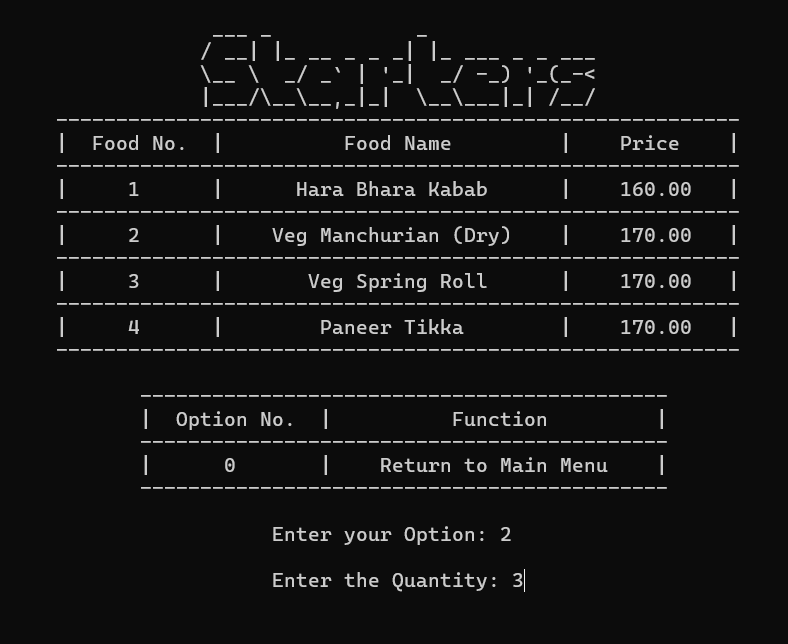 Starters
| Food No. | Food Name | Price |
| 1 | Hara Bhara Kabab | 160.00 |
| 2 | Veg Manchurian (Dry) | 170.00 |
| 3 | Veg Spring Roll | 170.00 |
| 4 | Paneer Tikka | 170.00 |
| Option No. | Function |
| 0 | Return to Main Menu |
Enter your Option: 2
Enter the Quantity: 3